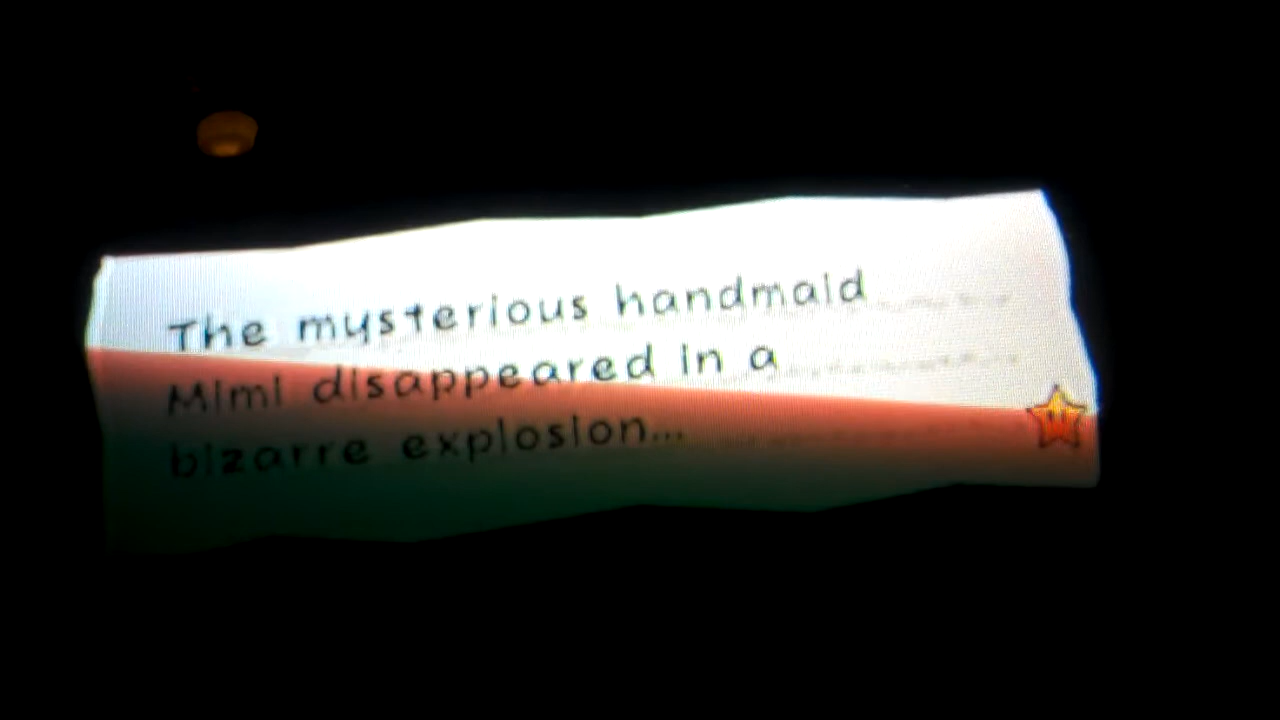 The mysterious handmaid
Mimi disappeared in a
bizarre explosion...